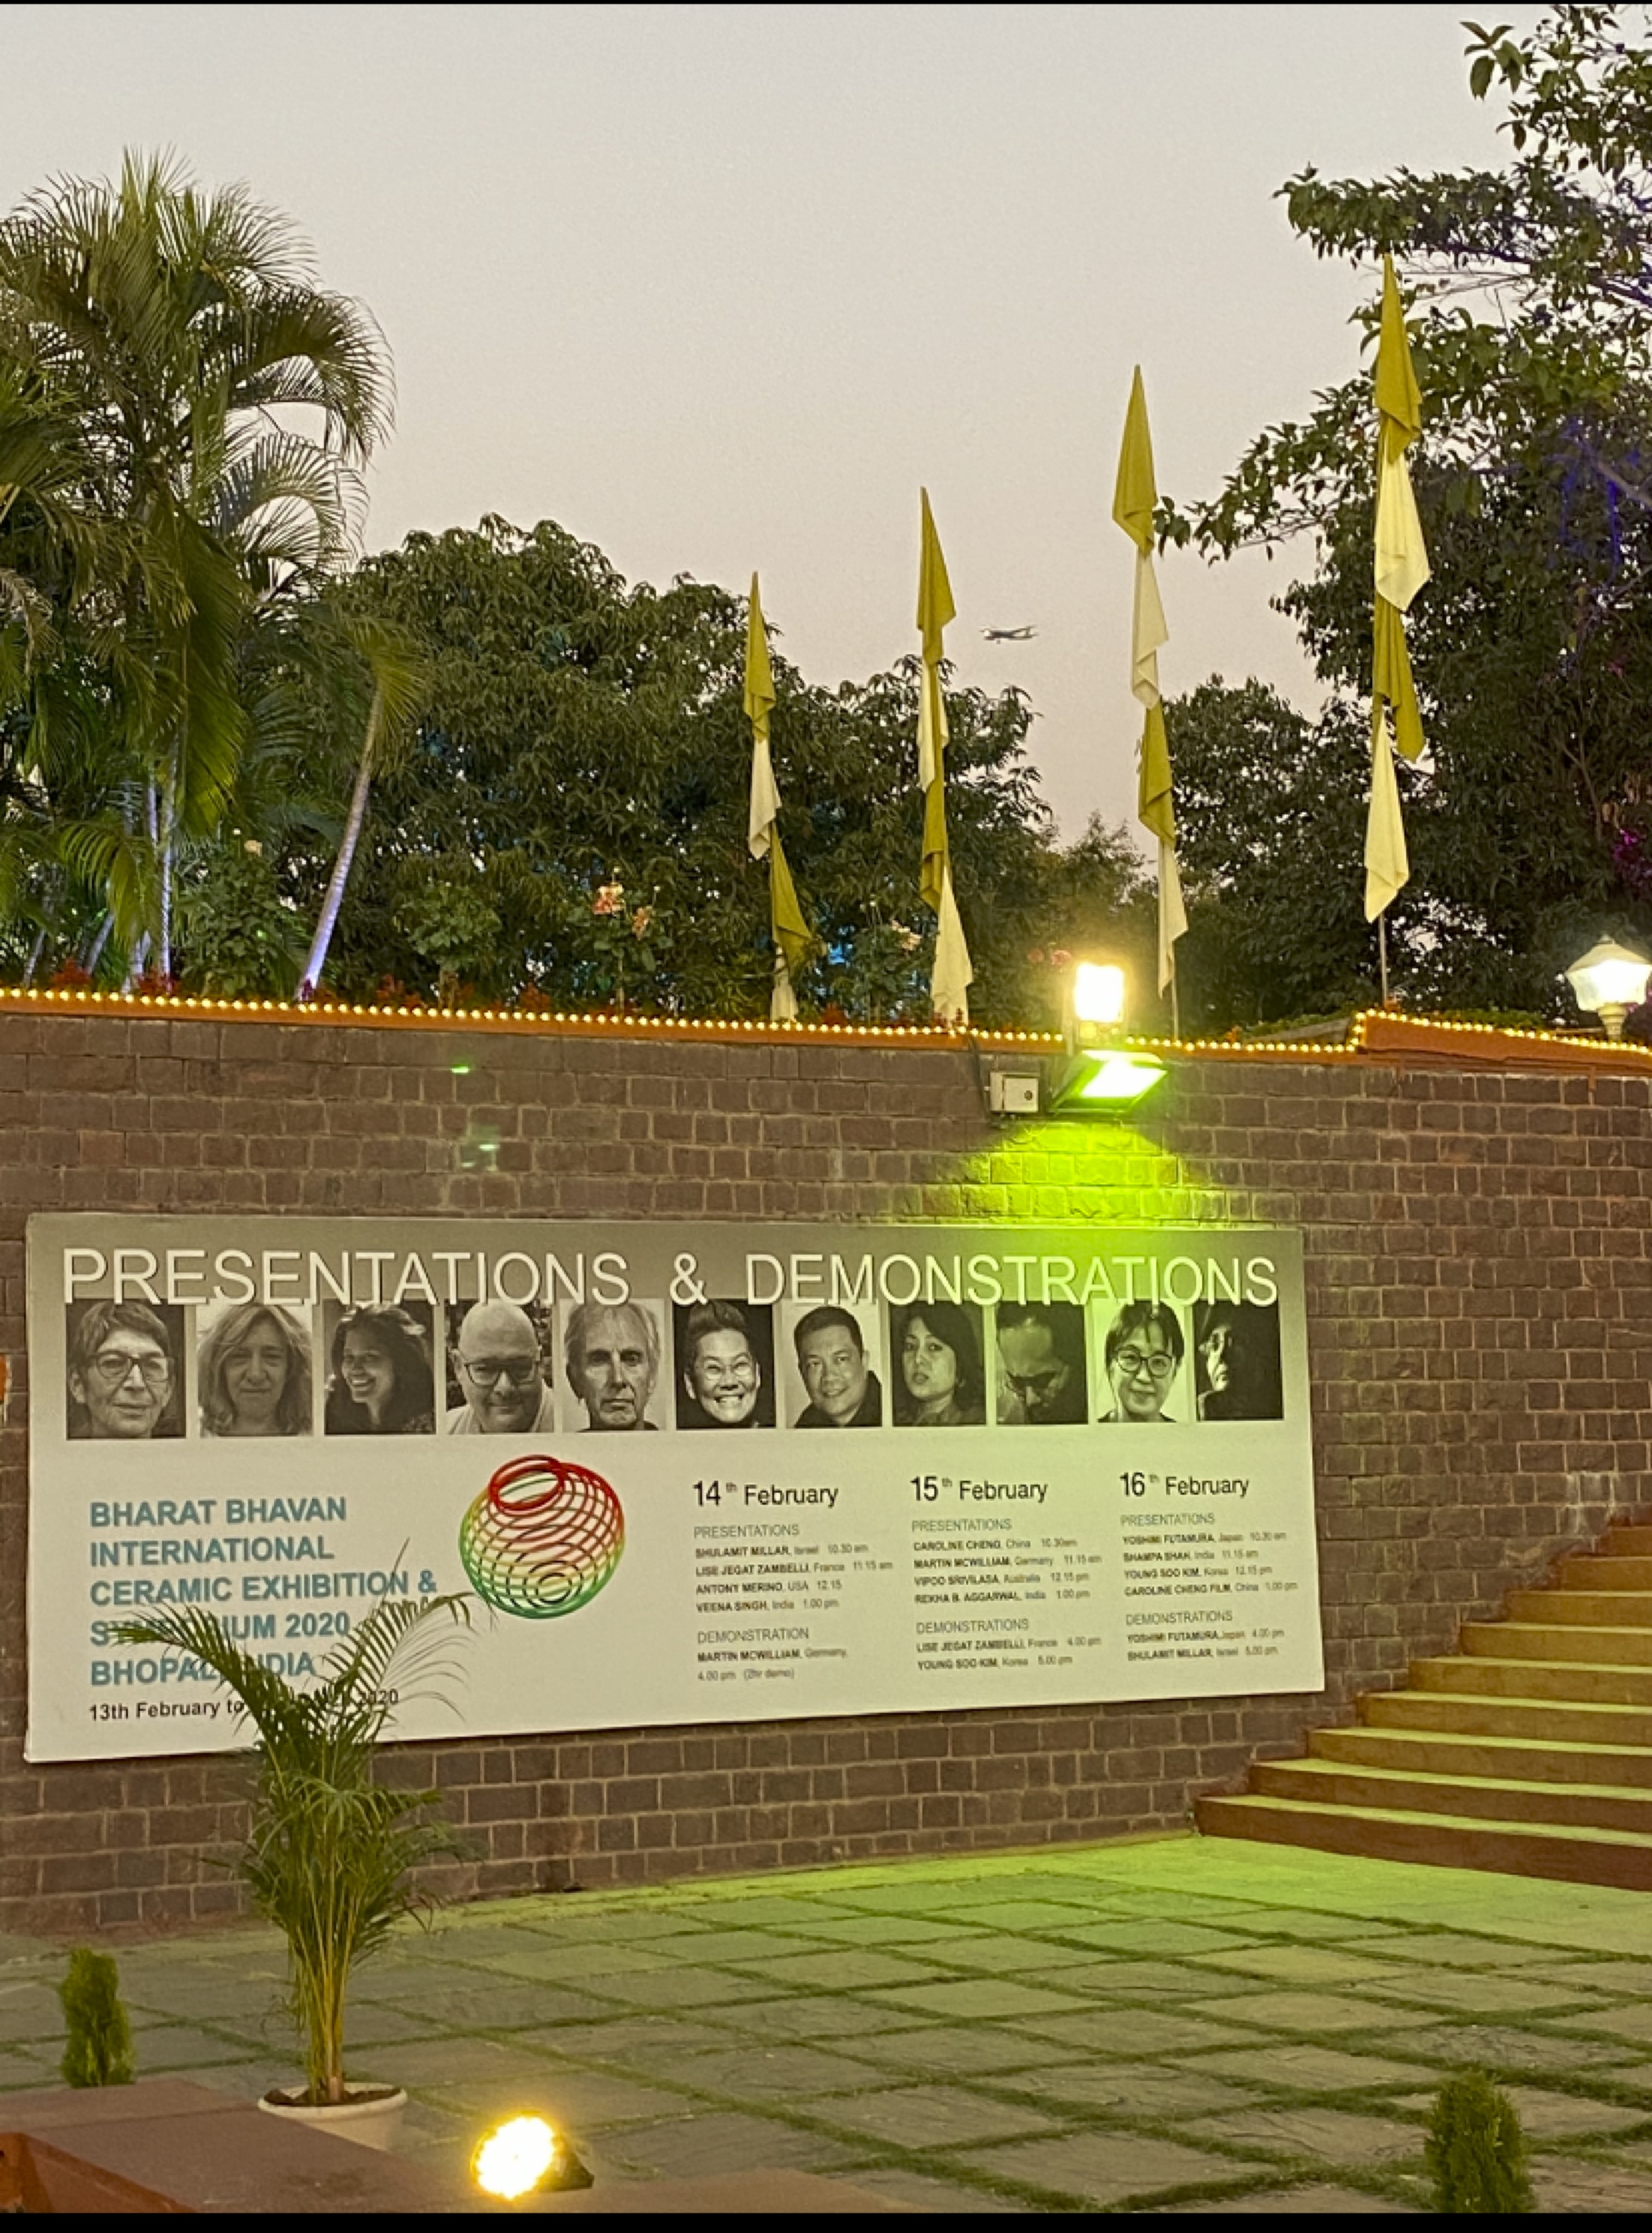 PRESENTATIONS & DEMONSTRATIONS
BHARAT BHAVAN
INTERNATIONAL
CERAMIC EXHIBITION &
2020
BHOPAL
13th February to 2020
14th February
PRESENTATIONS
SHULAMIT MILLAR, Israel 10.30 am
LISE JEGAT ZAMBELLI, France 11.15 am
ANTONY MERINO, USA 12.15
VEENA SINGH, India 1.00 pm
DEMONSTRATION
MARTIN MCWILLIAM, Germany,
4.00 pm (2hr demo)
15th February
PRESENTATIONS
CAROLINE CHENG, China 10.30am
MARTIN MCWILLIAM, Germany 11.15 am
VIPOO SRIVILASA, Australia 12.15 pm
REKHA B. AGGARWAL, India 1.00 pm
DEMONSTRATIONS
LISE JEGAT ZAMBELLI, France 4.00 pm
YOUNG SOO KIM, Korea 5.00 pm
16th February
PRESENTATIONS
YOSHIMI FUTAMURA, Japan 10.30 am
SHAMPA SHAH, India 11.15 am
YOUNG SOO KIM, Korea 12.15 pm
CAROLINE CHENG FILM, China 1.00 pm
DEMONSTRATIONS
YOSHIMI FUTAMURA, Japan 4.00 pm
SHULAMIT MILLAR, Israel 5.00 pm